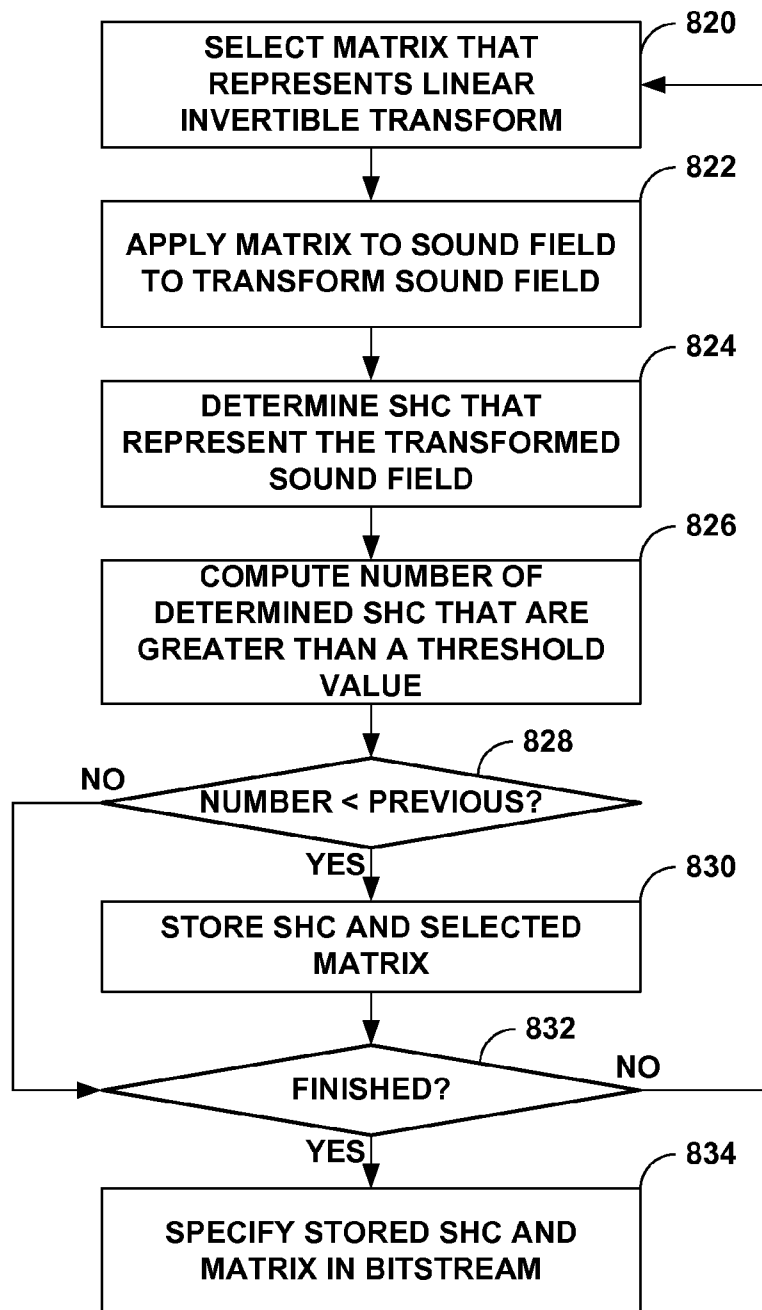 820
SELECT MATRIX THAT
REPRESENTS LINEAR
INVERTIBLE TRANSFORM
822
APPLY MATRIX TO SOUND FIELD
TO TRANSFORM SOUND FIELD
824
DETERMINE SHC THAT
REPRESENT THE TRANSFORMED
SOUND FIELD
826
COMPUTE NUMBER OF
DETERMINED SHC THAT ARE
GREATER THAN A THRESHOLD
VALUE
828
NO
NUMBER < PREVIOUS?
YES
830
STORE SHC AND SELECTED
MATRIX
832
NO
FINISHED?
YES
834
SPECIFY STORED SHC AND
MATRIX IN BITSTREAM